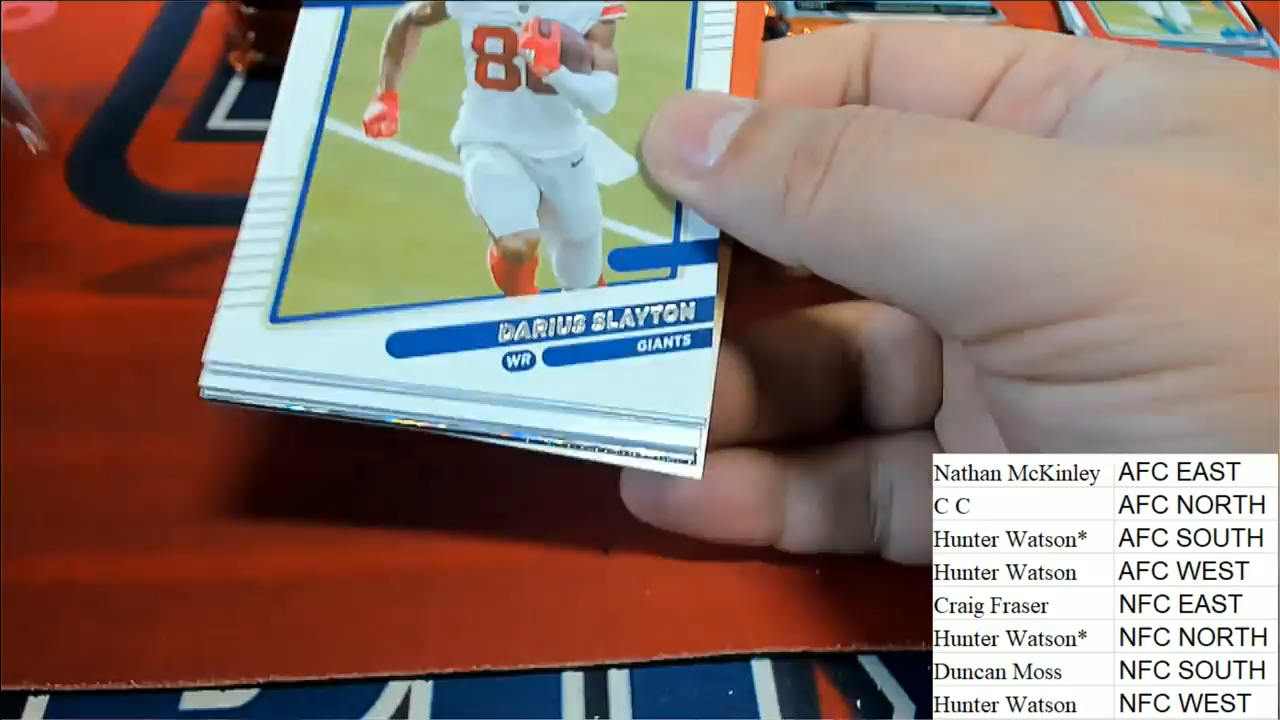 8
DARIUS SLAYTON
WR GIANTS
Nathan McKinley AFC EAST
C C AFC NORTH
Hunter Watson* AFC SOUTH
Hunter Watson AFC WEST
Craig Fraser NFC EAST
Hunter Watson* NFC NORTH
Duncan Moss NFC SOUTH
Hunter Watson NFC WEST